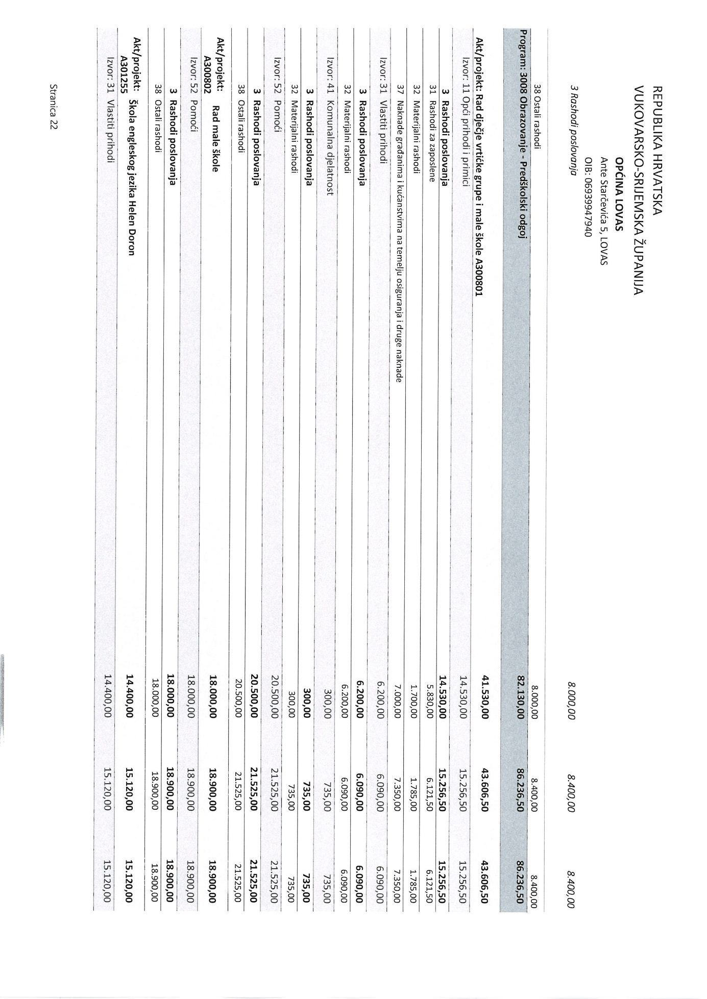 REPUBLIKA HRVATSKA
VUKOVARSKO-SRIJEMSKA ŽUPANIJA
OPĆINA LOVAS
Ante Starčevića 5, LOVAS
OIB: 06939947940
3 Rashodi poslovanja 8.000,00 8.400,00 8.400,00
38 Ostali rashodi 8.000,00 8.400,00 8.400,00
Program: 3008 Obrazovanje - Predškolski odgoj 82.130,00 86.236,50 86.236,50
Akt/projekt: Rad dječje vrtićke grupe i male škole A300801 41.530,00 43.606,50 43.606,50
Izvor: 11 Opći prihodi i primici 14.530,00 15.256,50 15.256,50
3 Rashodi poslovanja 14.530,00 15.256,50 15.256,50
31 Rashodi za zaposlene 5.830,00 6.121,50 6.121,50
32 Materijalni rashodi 1.700,00 1.785,00 1.785,00
37 Naknade građanima i kućanstvima na temelju osiguranja i druge naknade 7.000,00 7.350,00 7.350,00
Izvor: 31 Vlastiti prihodi 6.200,00 6.090,00 6.090,00
3 Rashodi poslovanja 6.200,00 6.090,00 6.090,00
32 Materijalni rashodi 6.200,00 6.090,00 6.090,00
Izvor: 41 Komunalna djelatnost 300,00 735,00 735,00
3 Rashodi poslovanja 300,00 735,00 735,00
32 Materijalni rashodi 300,00 735,00 735,00
Izvor: 52 Pomoći 20.500,00 21.525,00 21.525,00
3 Rashodi poslovanja 20.500,00 21.525,00 21.525,00
38 Ostali rashodi 20.500,00 21.525,00 21.525,00
Akt/projekt:
A300802 Rad male škole 18.000,00 18.900,00 18.900,00
Izvor: 52 Pomoći 18.000,00 18.900,00 18.900,00
3 Rashodi poslovanja 18.000,00 18.900,00 18.900,00
38 Ostali rashodi 18.000,00 18.900,00 18.900,00
Akt/projekt:
A301255 Škola engleskog jezika Helen Doron 14.400,00 15.120,00 15.120,00
Izvor: 31 Vlastiti prihodi 14.400,00 15.120,00 15.120,00
Stranica 22